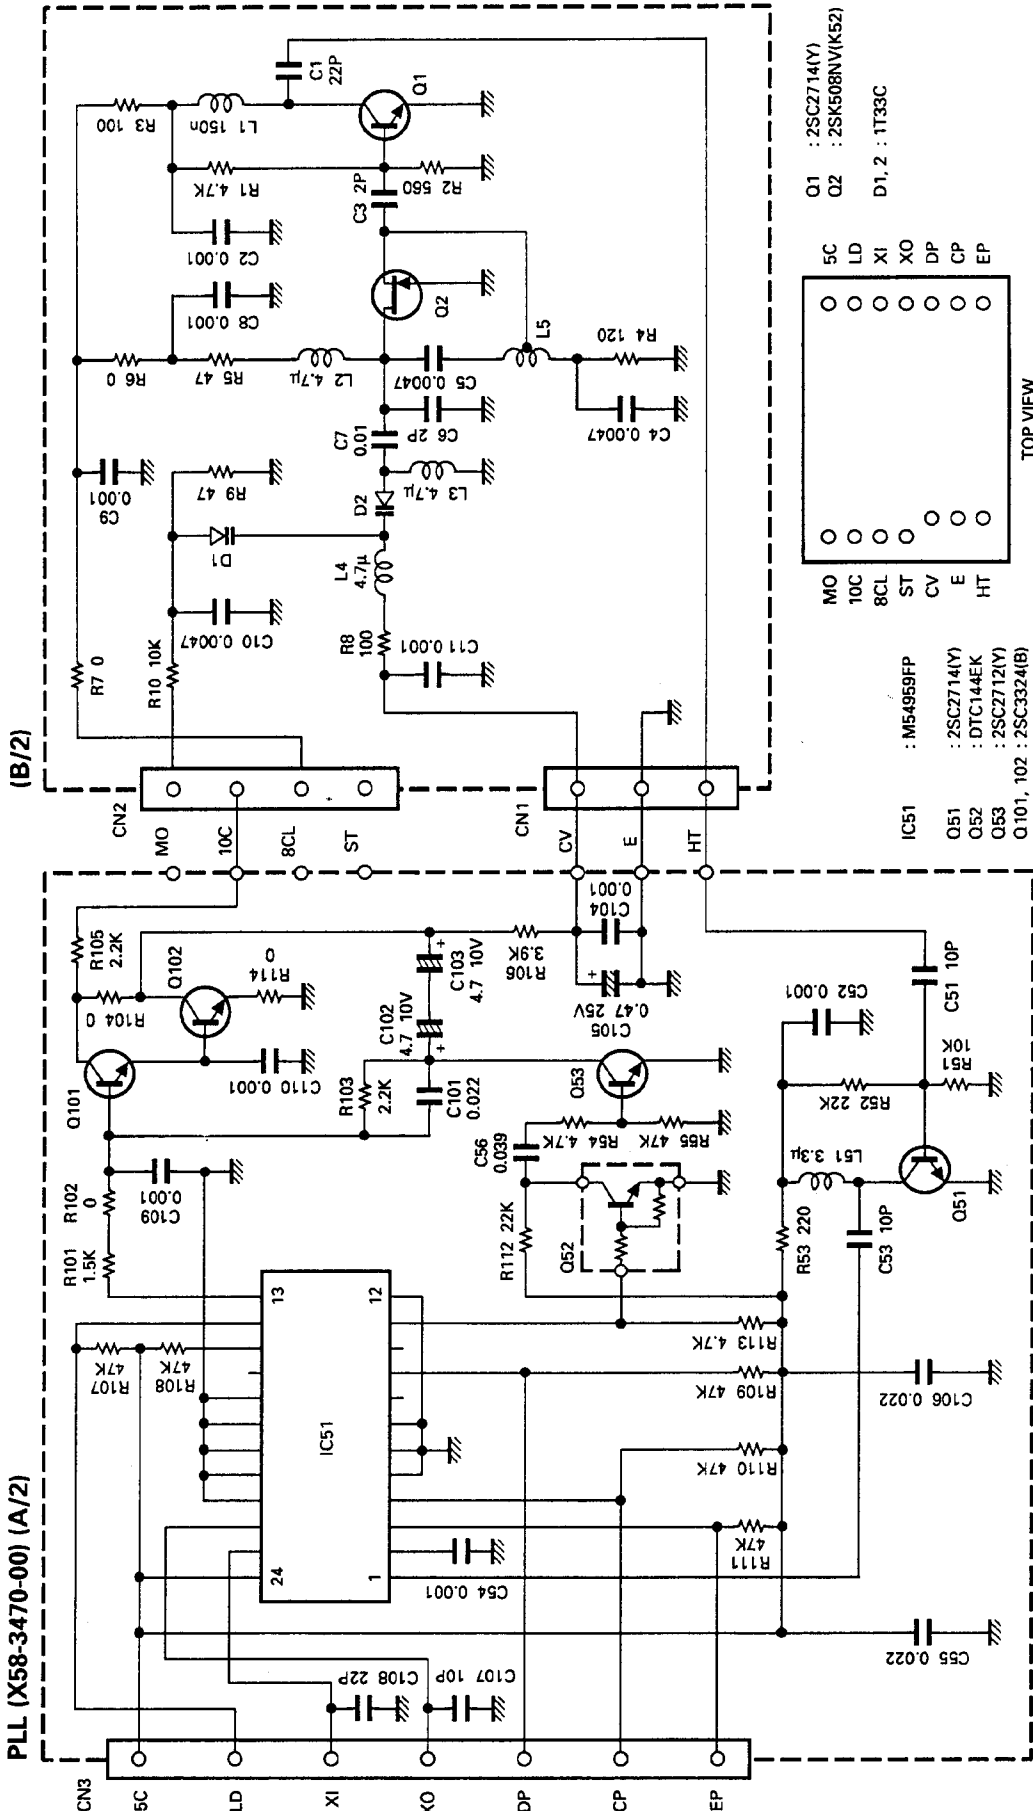 PLL (X58-3470-00) (A/2)
(B/2)
CN3
5C
LD
XI
XO
DP
CP
EP
R107
47K
R108
47K
24
13
IC51
1
12
C108 22P
C107 10P
C54 0.001
R111
47K
R110
47K
R109
47K
R113 4.7K
C55 0.022
C106 0.022
R101
1.5K
R102
0
C109
0.001
Q101
R105
2.2K
R104 0
Q102
R114
0
C110 0.001
R103
2.2K
C101
0.022
C102
4.7 10V
+
C103
4.7 10V
+
R106
3.9K
C104
0.001
C105
0.47 25V
+
C56
0.039
R54 4.7K
Q53
R55 47K
R112 22K
Q52
R53 220
L51 3.3μ
C53 10P
Q51
R52 22K
R51
10K
C52 0.001
C51 10P
MO
10C
8CL
ST
CV
E
HT
CN2
CN1
R7 0
R10 10K
C10 0.0047
D1
R9 47
C9
0.001
R6 0
R5 47
C8 0.001
C2 0.001
R1 4.7K
R3 100
L1 150n
C1
22P
Q1
R2 560
C3 2P
Q2
L2 4.7μ
C5 0.0047
L5
R4 120
C4 0.0047
C6 2P
C7
0.01
L3 4.7μ
D2
L4
4.7μ
R8
100
C11 0.001
IC51 : M54959FP
Q51 : 2SC2714(Y)
Q52 : DTC144EK
Q53 : 2SC2712(Y)
Q101, 102 : 2SC3324(B)
MO
10C
8CL
ST
CV
E
HT
5C
LD
XI
XO
DP
CP
EP
TOP VIEW
Q1 : 2SC2714(Y)
Q2 : 2SK508NV(K52)
D1, 2 : 1T33C